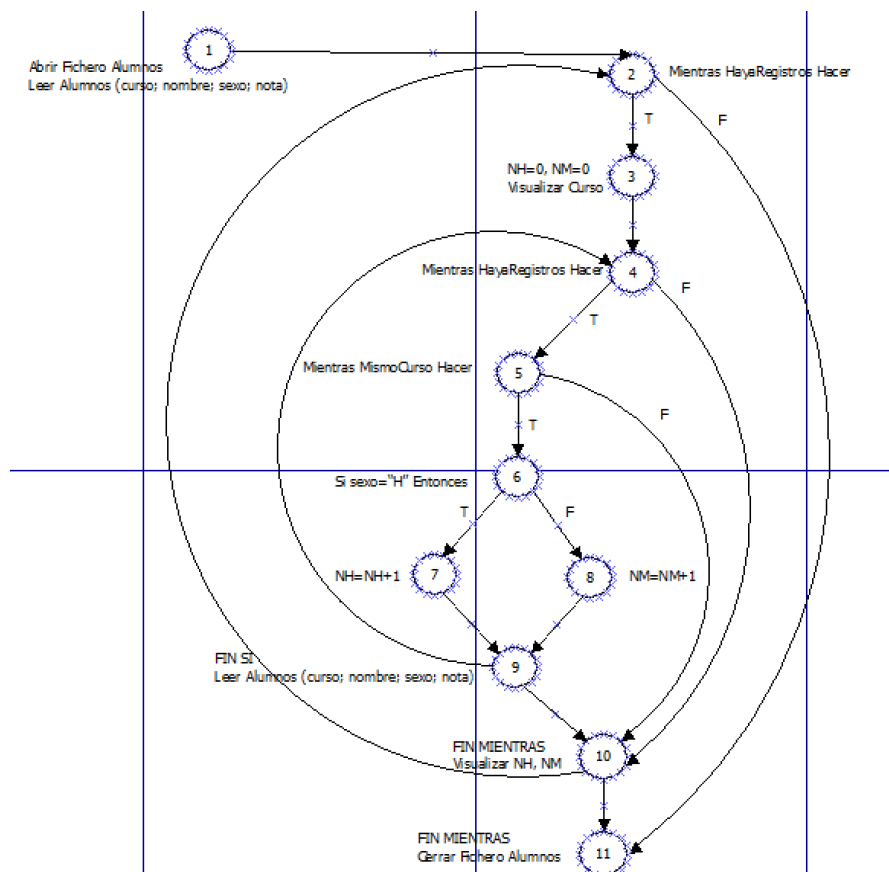 1
Abrir Fichero Alumnos
Leer Alumnos (curso; nombre; sexo; nota)
2
Mientras HayaRegistros Hacer
F
T
NH=0, NM=0
Visualizar Curso
3
Mientras HayaRegistros Hacer
4
F
T
Mientras MismoCurso Hacer
5
F
T
Si sexo="H" Entonces
6
T
F
NH=NH+1
7
8
NM=NM+1
FIN SI
Leer Alumnos (curso; nombre; sexo; nota)
9
FIN MIENTRAS
Visualizar NH, NM
10
FIN MIENTRAS
Cerrar Fichero Alumnos
11